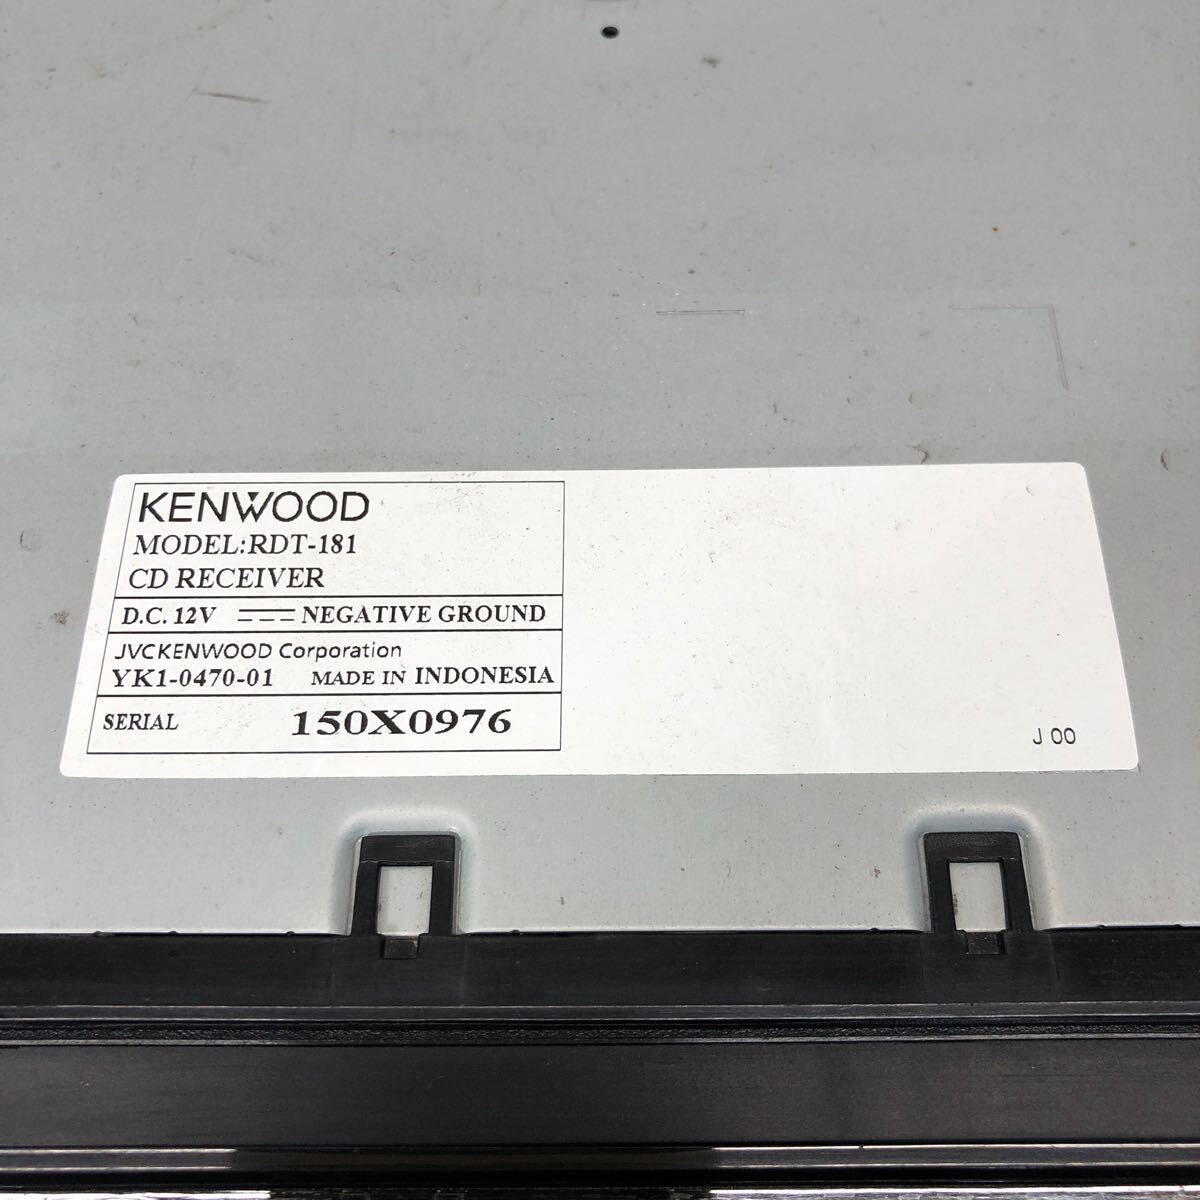 KENWOOD
MODEL:RDT-181
CD RECEIVER
D.C. 12V NEGATIVE GROUND
JVCKENWOOD Corporation
YK1-0470-01 MADE IN INDONESIA
SERIAL 150X0976
J 00